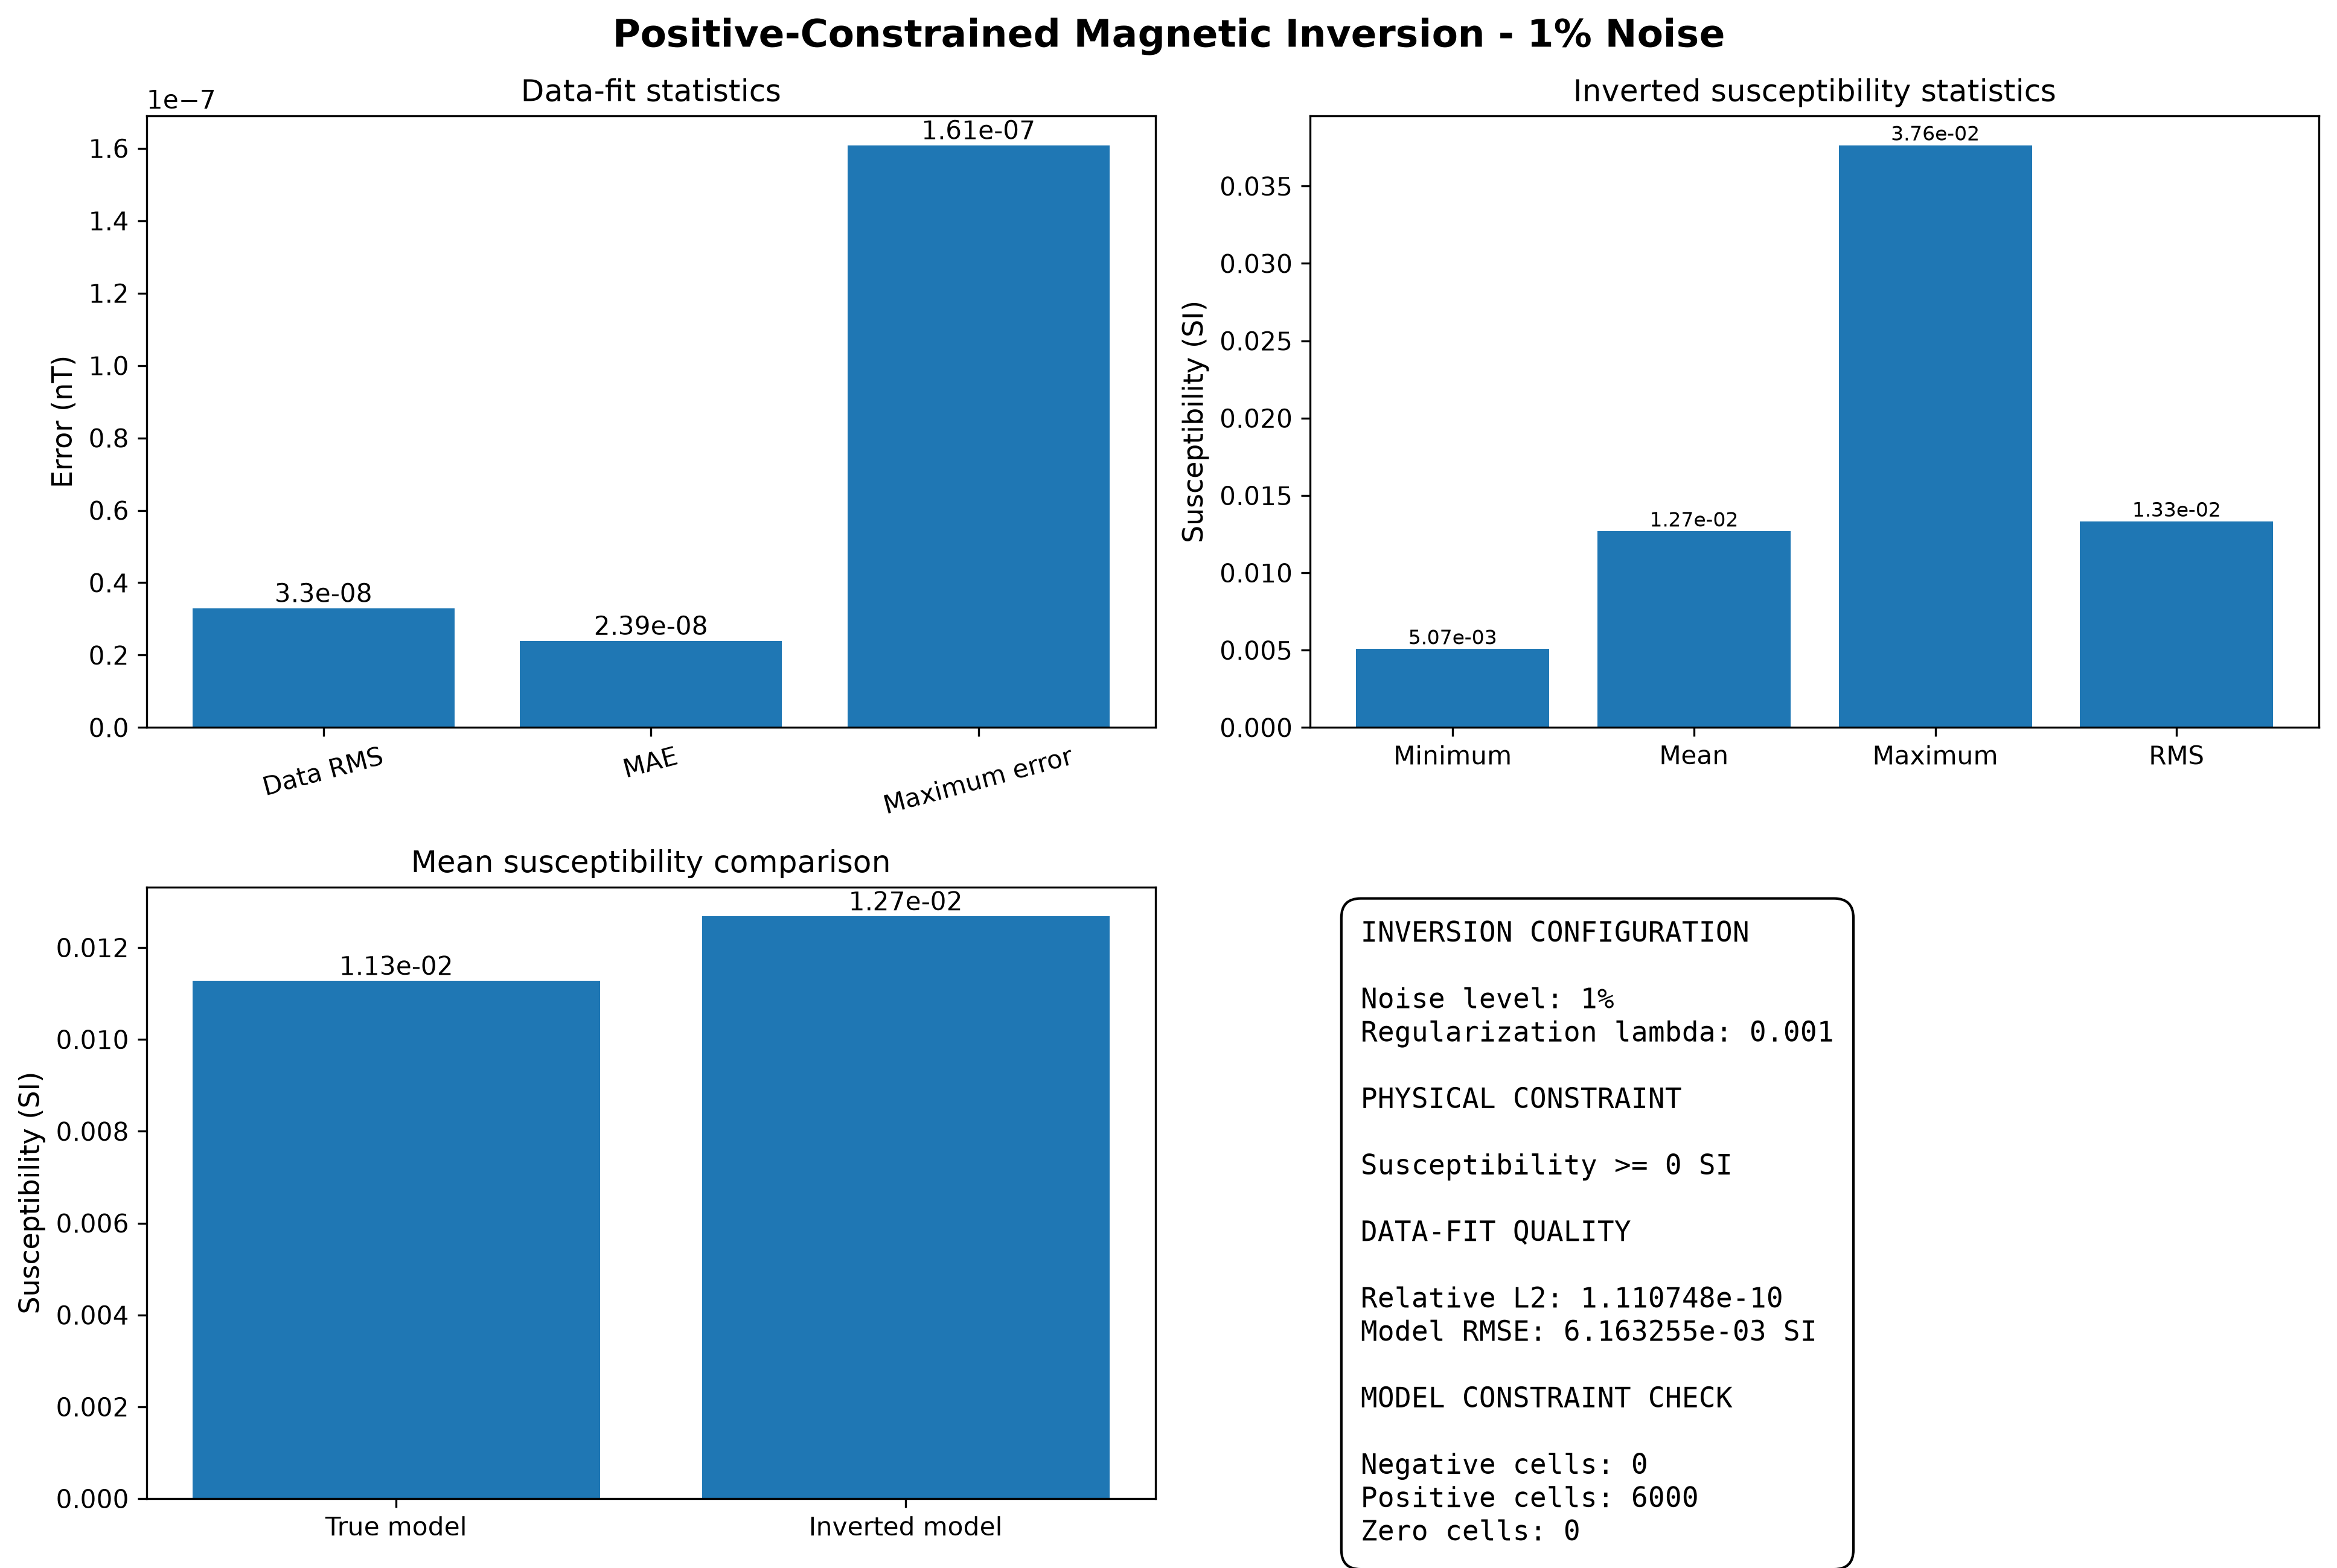 Positive-Constrained Magnetic Inversion - 1% Noise
Data-fit statistics
1e−7
Error (nT)
1.6
1.4
1.2
1.0
0.8
0.6
0.4
0.2
0.0
3.3e-08
2.39e-08
1.61e-07
Data RMS
MAE
Maximum error
Inverted susceptibility statistics
Susceptibility (SI)
0.035
0.030
0.025
0.020
0.015
0.010
0.005
0.000
5.07e-03
1.27e-02
3.76e-02
1.33e-02
Minimum
Mean
Maximum
RMS
Mean susceptibility comparison
Susceptibility (SI)
0.012
0.010
0.008
0.006
0.004
0.002
0.000
1.13e-02
1.27e-02
True model
Inverted model
INVERSION CONFIGURATION
Noise level: 1%
Regularization lambda: 0.001
PHYSICAL CONSTRAINT
Susceptibility >= 0 SI
DATA-FIT QUALITY
Relative L2: 1.110748e-10
Model RMSE: 6.163255e-03 SI
MODEL CONSTRAINT CHECK
Negative cells: 0
Positive cells: 6000
Zero cells: 0